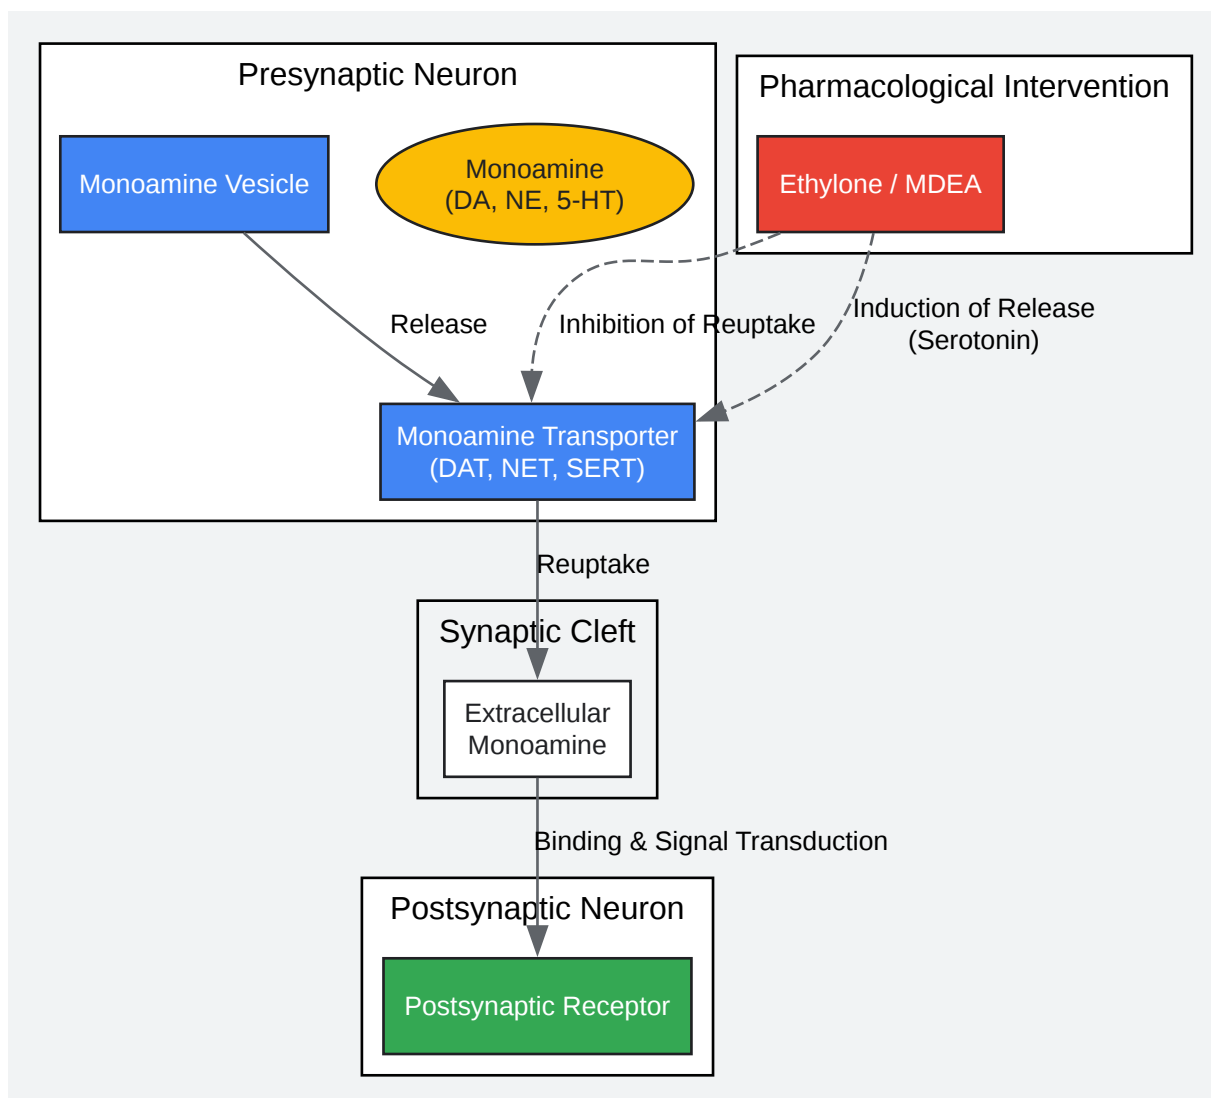 Presynaptic Neuron
Pharmacological Intervention
Monoamine Vesicle
Monoamine
(DA, NE, 5-HT)
Ethylone / MDEA
Release
Inhibition of Reuptake
Induction of Release
(Serotonin)
Monoamine Transporter
(DAT, NET, SERT)
Reuptake
Synaptic Cleft
Extracellular
Monoamine
Binding & Signal Transduction
Postsynaptic Neuron
Postsynaptic Receptor